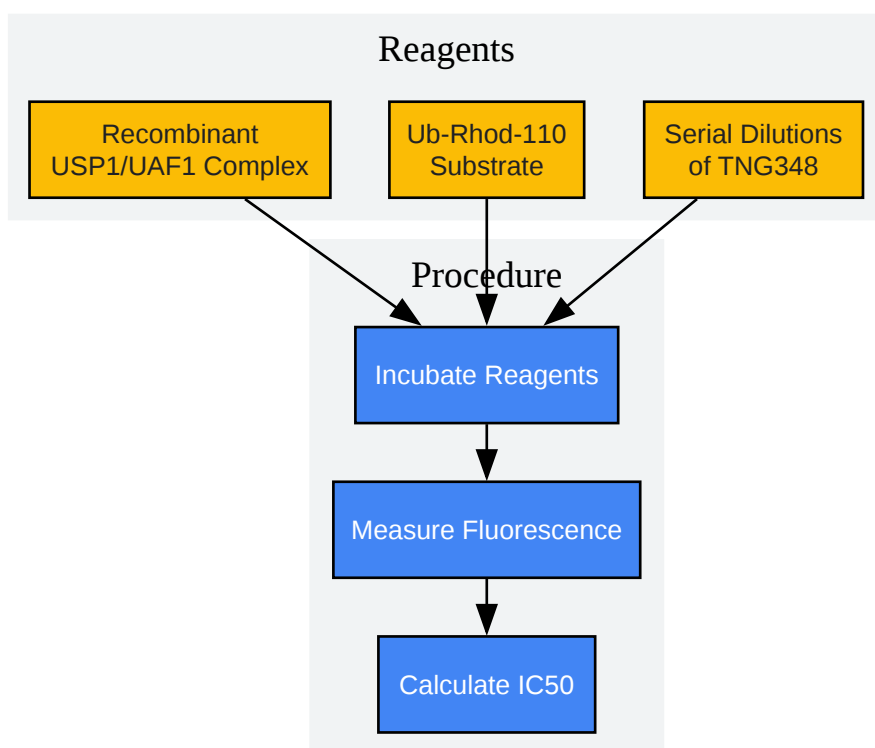 Reagents
Recombinant
USP1/UAF1 Complex
Ub-Rhod-110
Substrate
Serial Dilutions
of TNG348
Procedure
Incubate Reagents
Measure Fluorescence
Calculate IC50